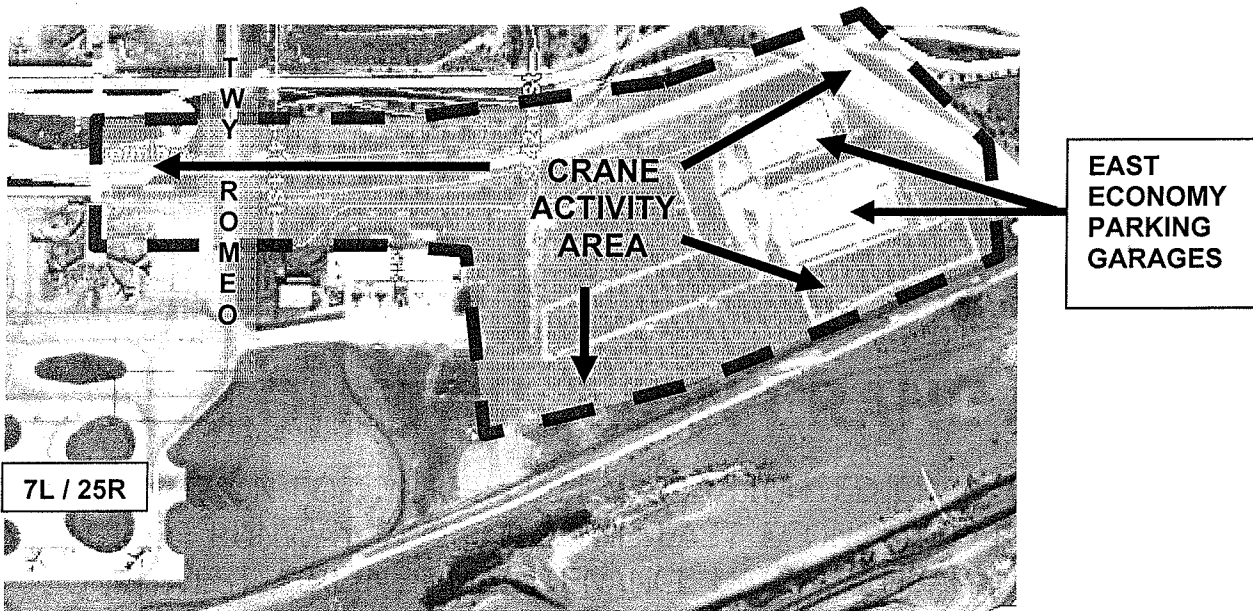 TWY ROMEO
CRANE
ACTIVITY
AREA
EAST
ECONOMY
PARKING
GARAGES
7L / 25R